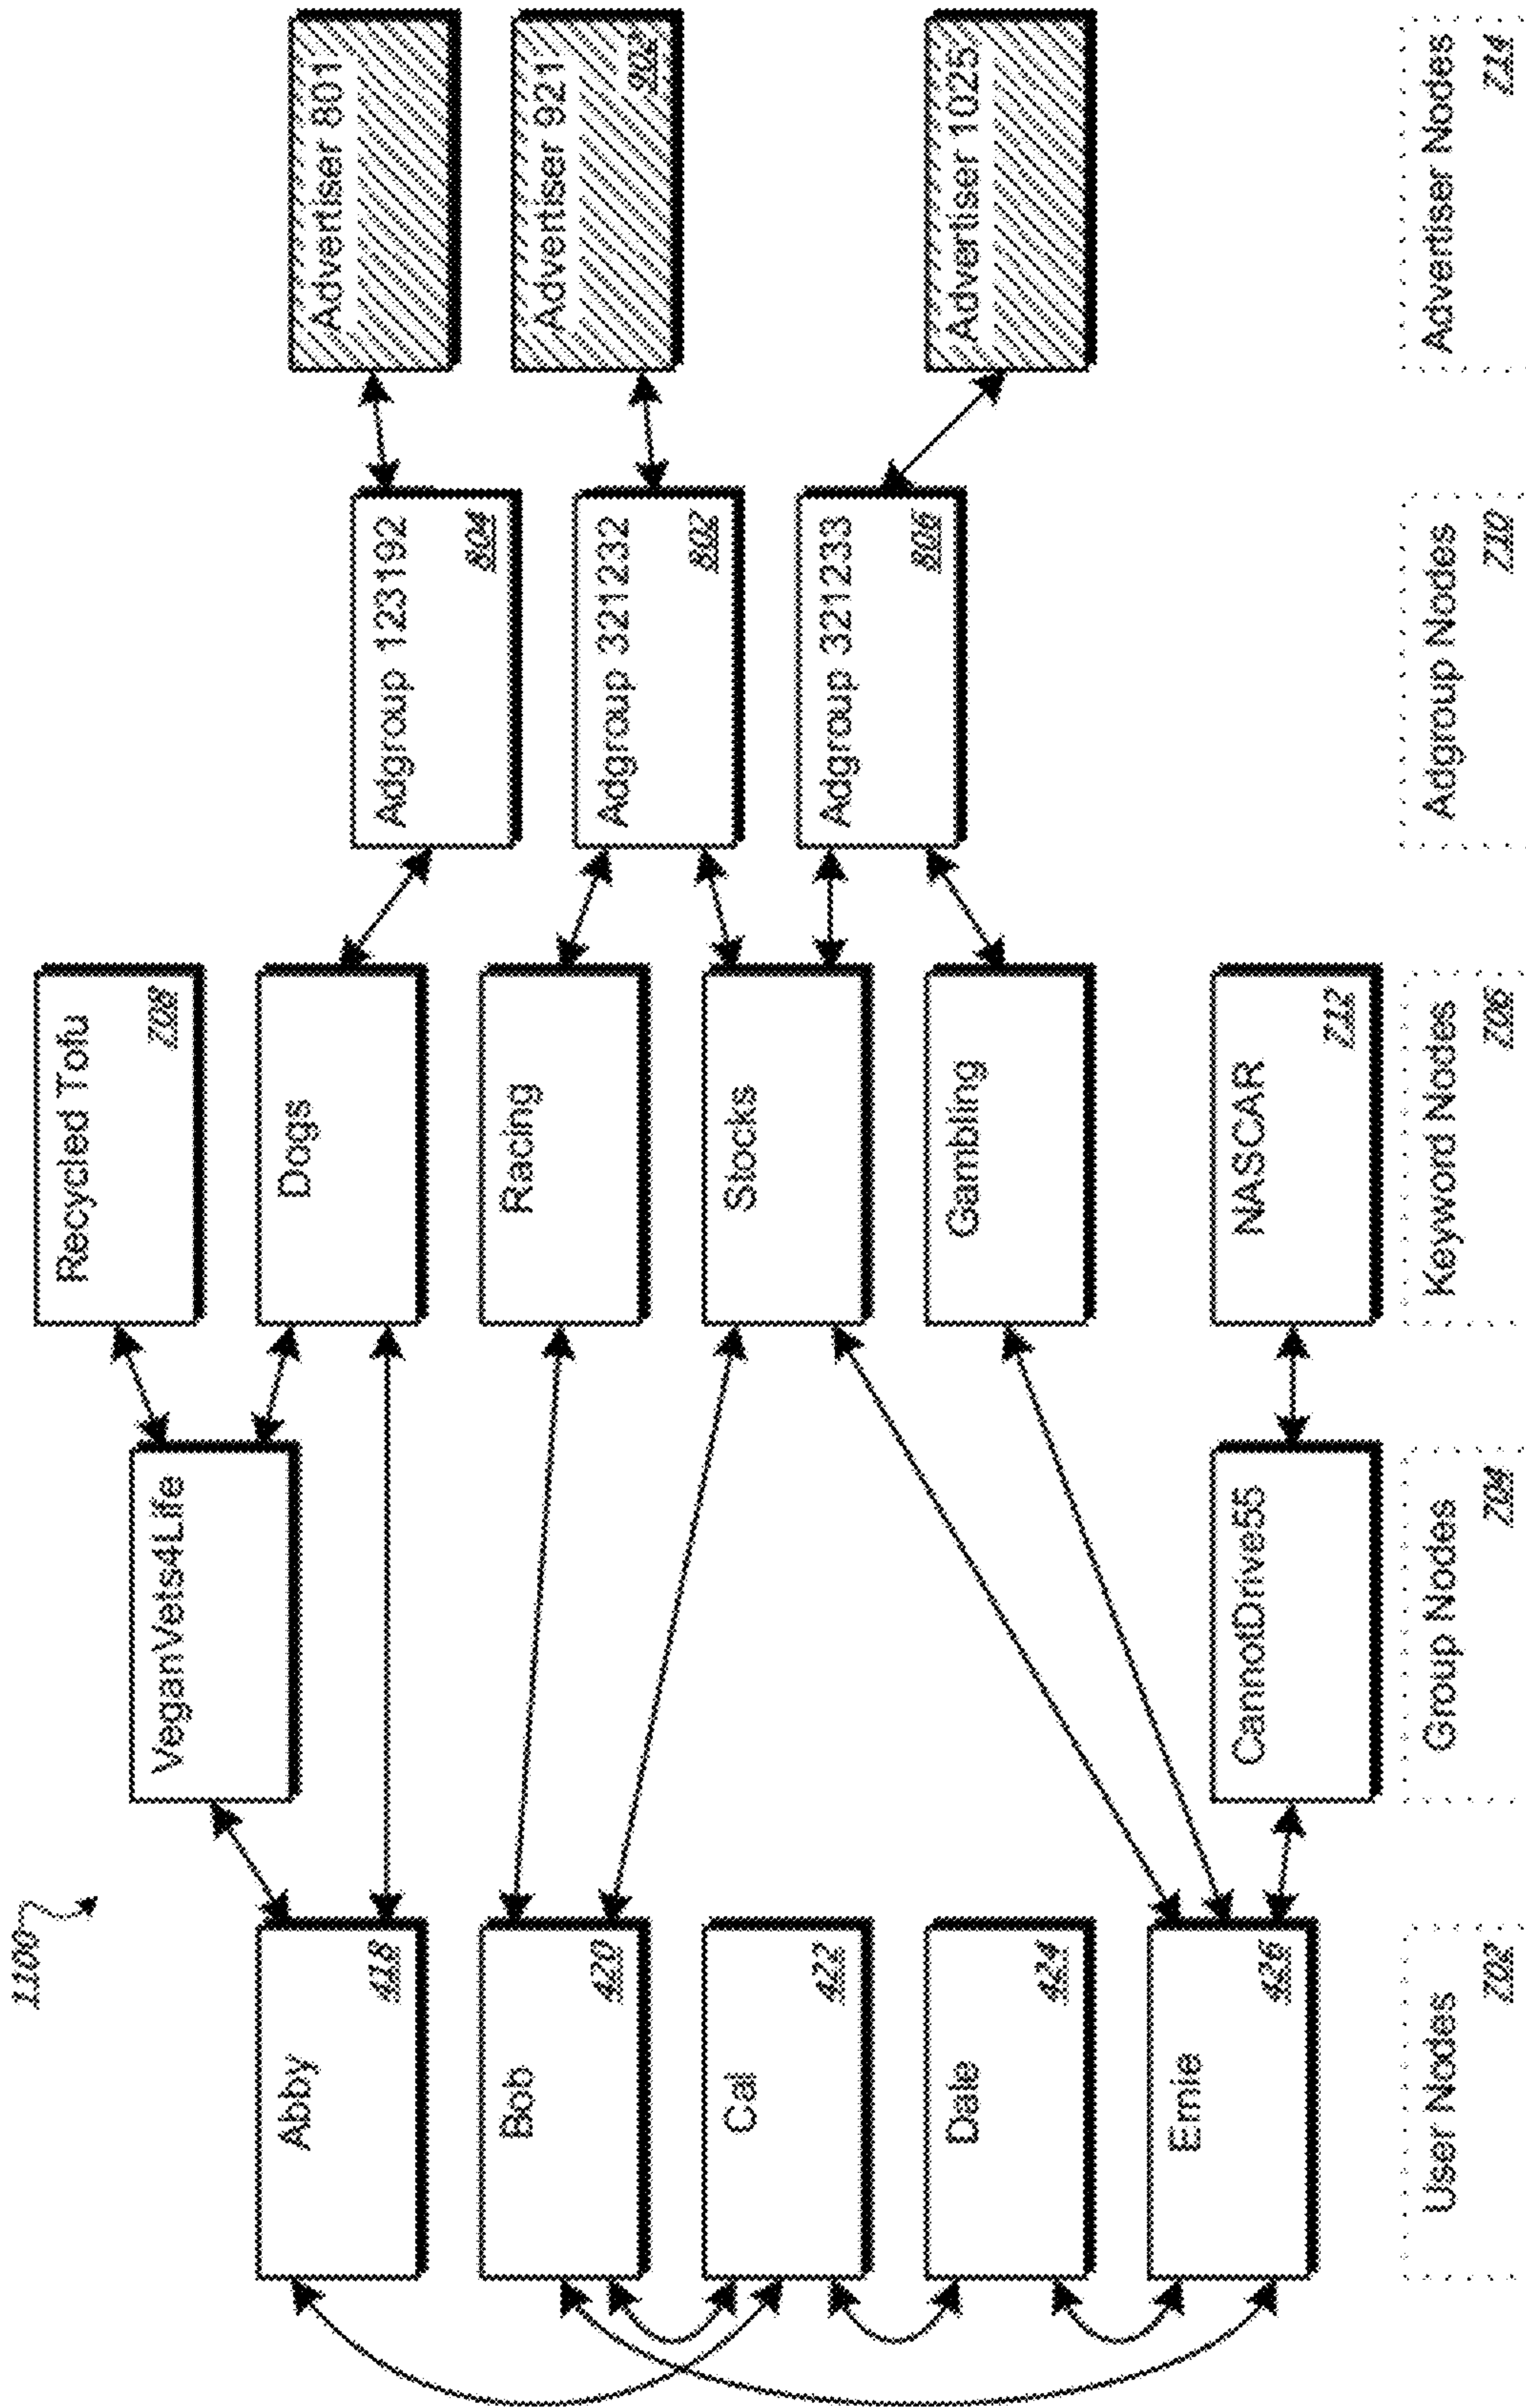 1100
Abby
418
Bob
420
Cal
422
Dale
424
Ernie
426
User Nodes
702
VeganVets4Life
CannotDrive55
Group Nodes
704
Recycled Tofu
708
Dogs
Racing
Stocks
Gambling
NASCAR
712
Keyword Nodes
706
Adgroup 123192
804
Adgroup 321232
802
Adgroup 321233
806
Adgroup Nodes
710
Advertiser 801
Advertiser 921
902
Advertiser 1025
Advertiser Nodes
714